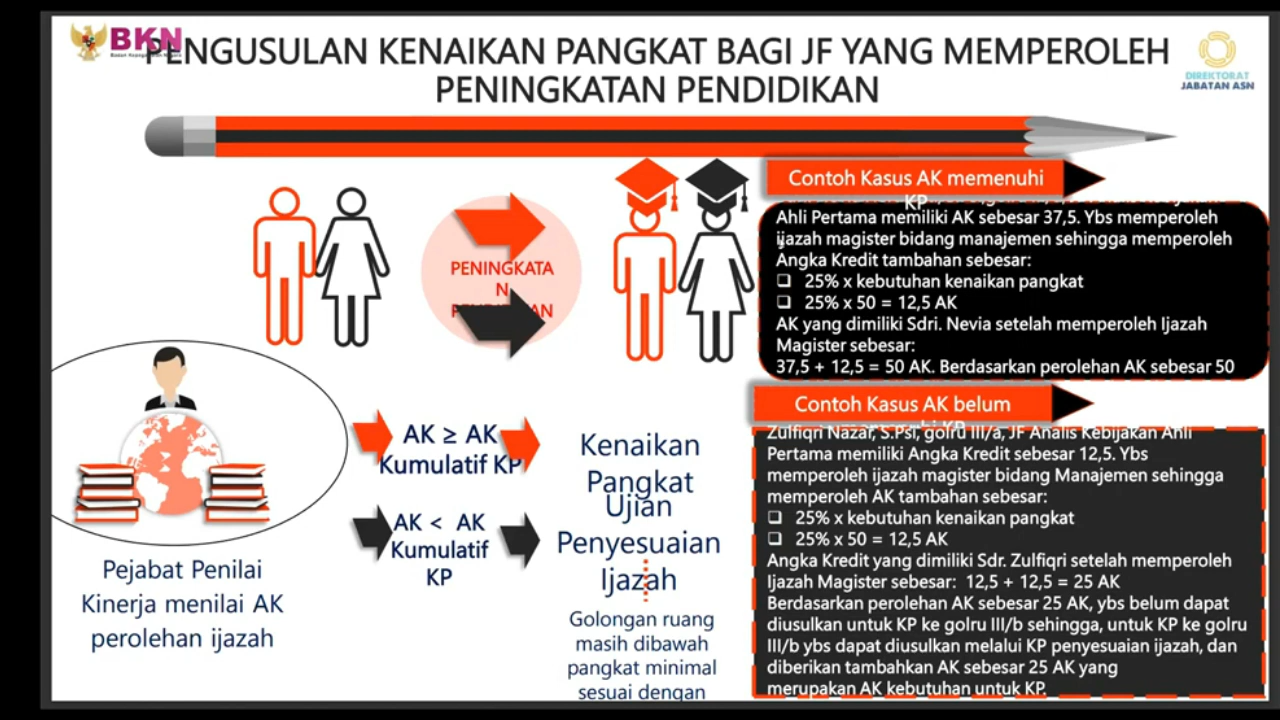 BKN
PENGUSULAN KENAIKAN PANGKAT BAGI JF YANG MEMPEROLEH
PENINGKATAN PENDIDIKAN
DIREKTORAT
JABATAN ASN
PENINGKATA
N
Contoh Kasus AK memenuhi
KP
Ahli Pertama memiliki AK sebesar 37,5. Ybs memperoleh
ijazah magister bidang manajemen sehingga memperoleh
Angka Kredit tambahan sebesar:
❑ 25% x kebutuhan kenaikan pangkat
❑ 25% x 50 = 12,5 AK
AK yang dimiliki Sdri. Nevia setelah memperoleh Ijazah
Magister sebesar:
37,5 + 12,5 = 50 AK. Berdasarkan perolehan AK sebesar 50
Contoh Kasus AK belum
KP
Zulfiqri Nazar, S.Psi, golru III/a, JF Analis Kebijakan Ahli
Pertama memiliki Angka Kredit sebesar 12,5. Ybs
memperoleh ijazah magister bidang Manajemen sehingga
memperoleh AK tambahan sebesar:
❑ 25% x kebutuhan kenaikan pangkat
❑ 25% x 50 = 12,5 AK
Angka Kredit yang dimiliki Sdr. Zulfiqri setelah memperoleh
Ijazah Magister sebesar: 12,5 + 12,5 = 25 AK
Berdasarkan perolehan AK sebesar 25 AK, ybs belum dapat
diusulkan untuk KP ke golru III/b sehingga, untuk KP ke golru
III/b ybs dapat diusulkan melalui KP penyesuaian ijazah, dan
diberikan tambahkan AK sebesar 25 AK yang
merupakan AK kebutuhan untuk KP.
Pejabat Penilai
Kinerja menilai AK
perolehan ijazah
AK ≥ AK
Kumulatif KP
AK < AK
Kumulatif
KP
Kenaikan
Pangkat
Ujian
Penyesuaian
Ijazah
Golongan ruang
masih dibawah
pangkat minimal
sesuai dengan